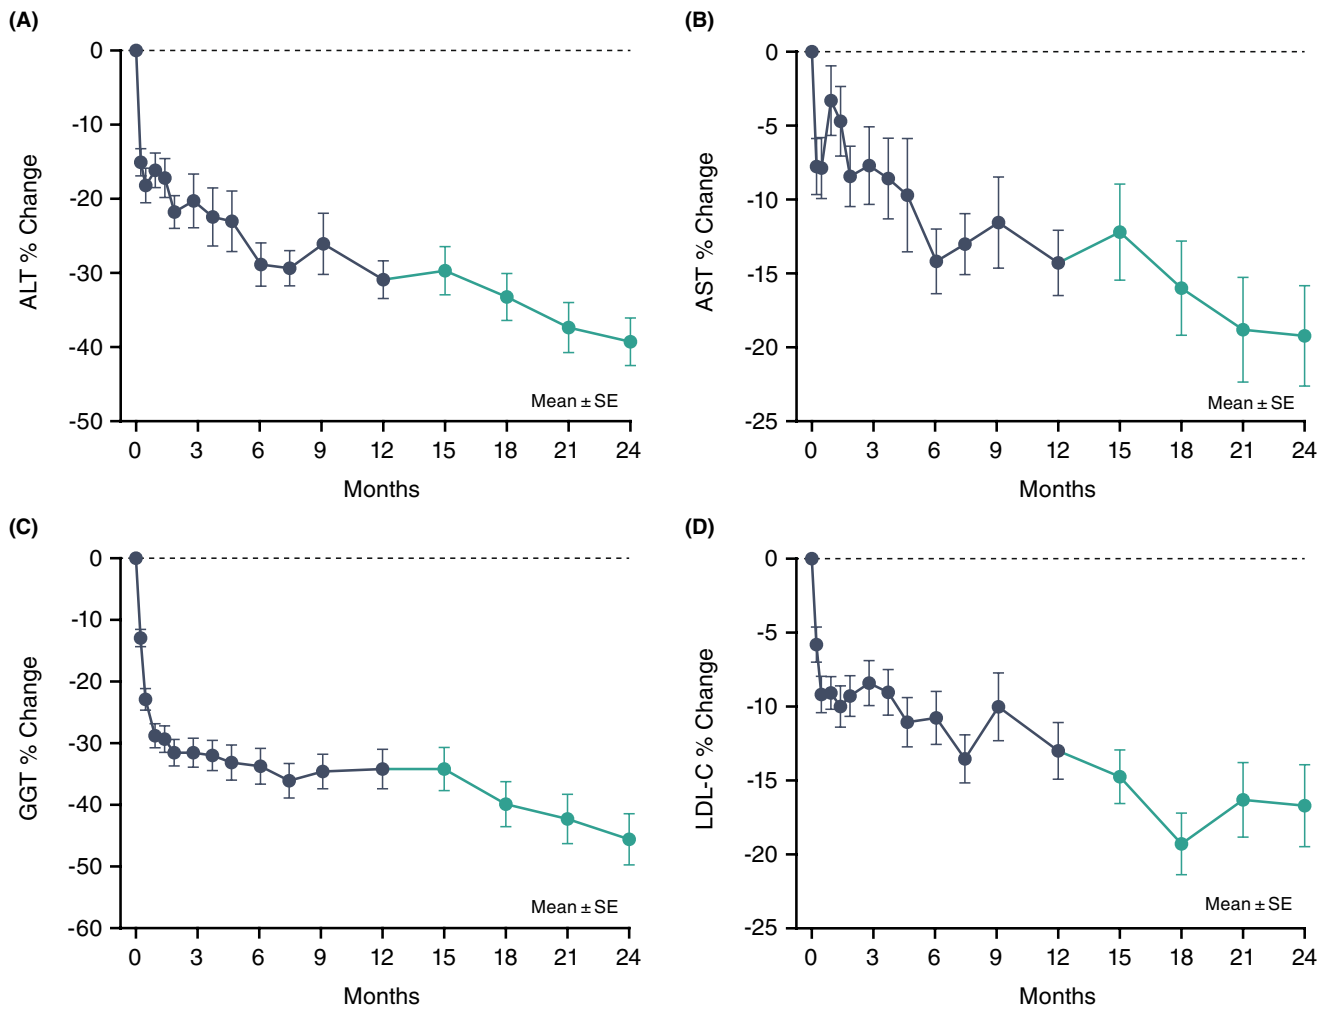 (A)
ALT % Change
0
-10
-20
-30
-40
-50
Mean ± SE
0 3 6 9 12 15 18 21 24
Months
(B)
AST % Change
0
-5
-10
-15
-20
-25
Mean ± SE
0 3 6 9 12 15 18 21 24
Months
(C)
GGT % Change
0
-10
-20
-30
-40
-50
-60
Mean ± SE
0 3 6 9 12 15 18 21 24
Months
(D)
LDL-C % Change
0
-5
-10
-15
-20
-25
Mean ± SE
0 3 6 9 12 15 18 21 24
Months